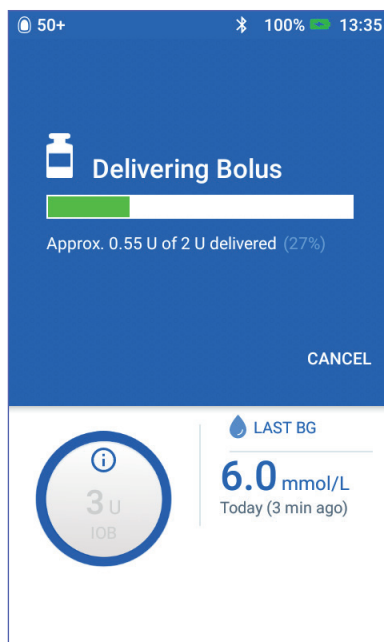 50+ 100% 13:35
Delivering Bolus
Approx. 0.55 U of 2 U delivered (27%)
CANCEL
LAST BG
3 U
IOB
6.0 mmol/L
Today (3 min ago)